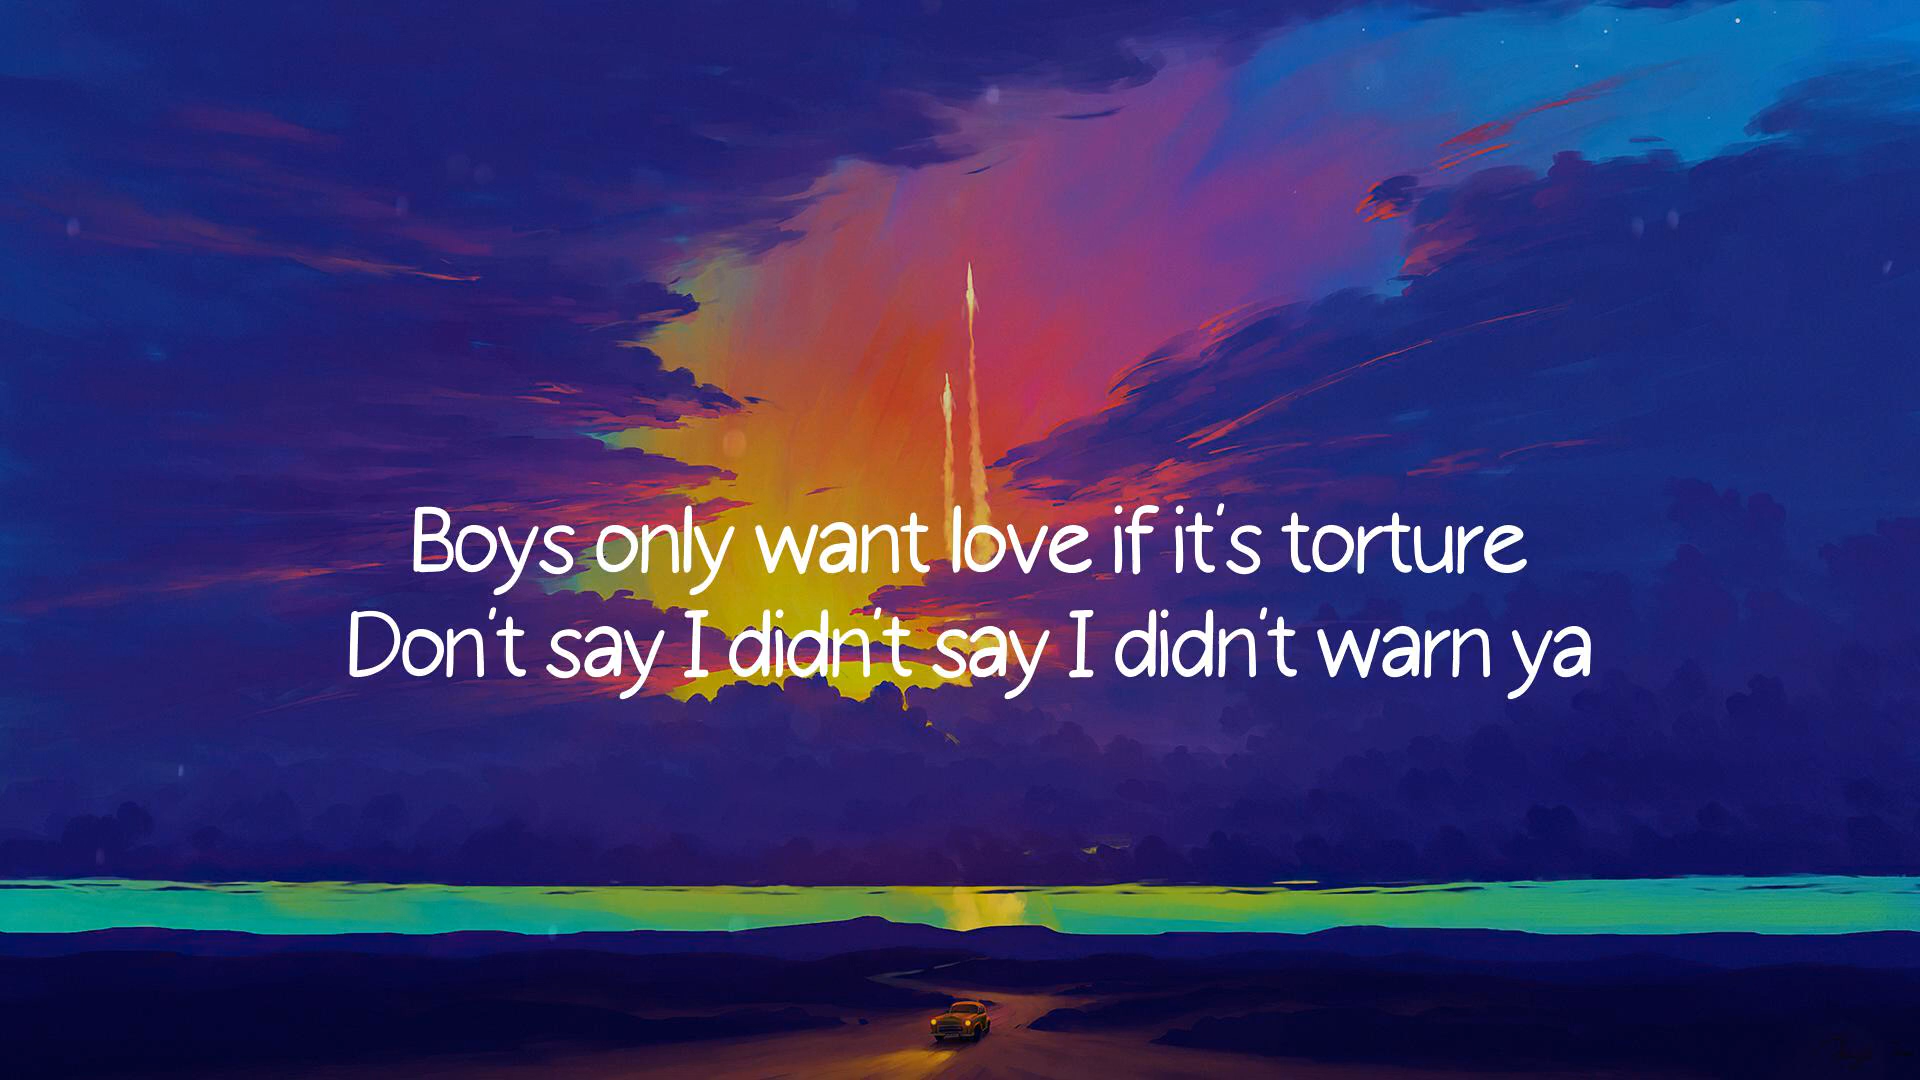 Boys only want love if it's torture
Don't say I didn't say I didn't warn ya